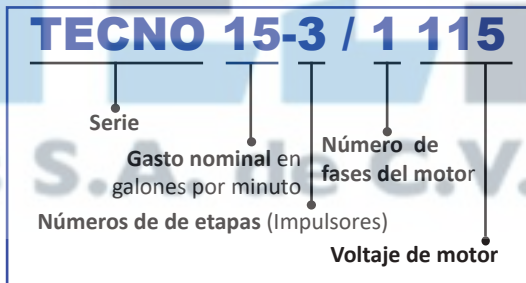 TECNO 15-3 / 1 115
Serie
Gasto nominal en
galones por minuto
Número de
fases del motor
Números de de etapas (Impulsores)
Voltaje de motor
. S.A. de C.V.